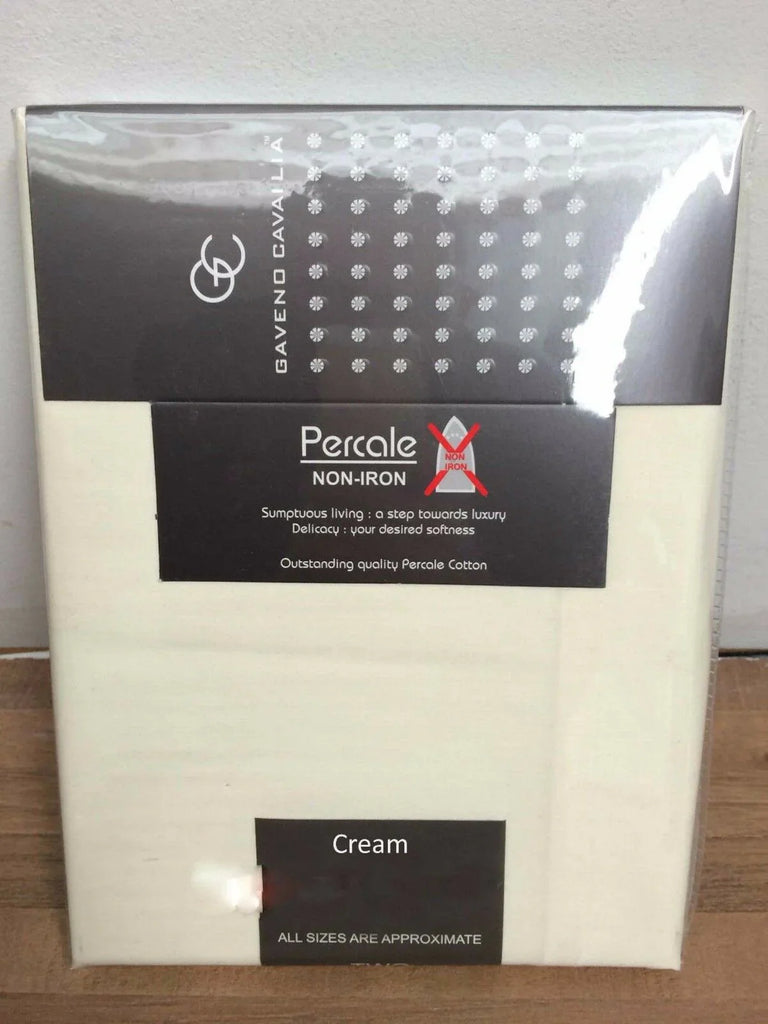 GAVENO CAVAILIA™
GC
Percale
NON-IRON
NON
IRON
Sumptuous living : a step towards luxury
Delicacy : your desired softness
Outstanding quality Percale Cotton
Cream
ALL SIZES ARE APPROXIMATE